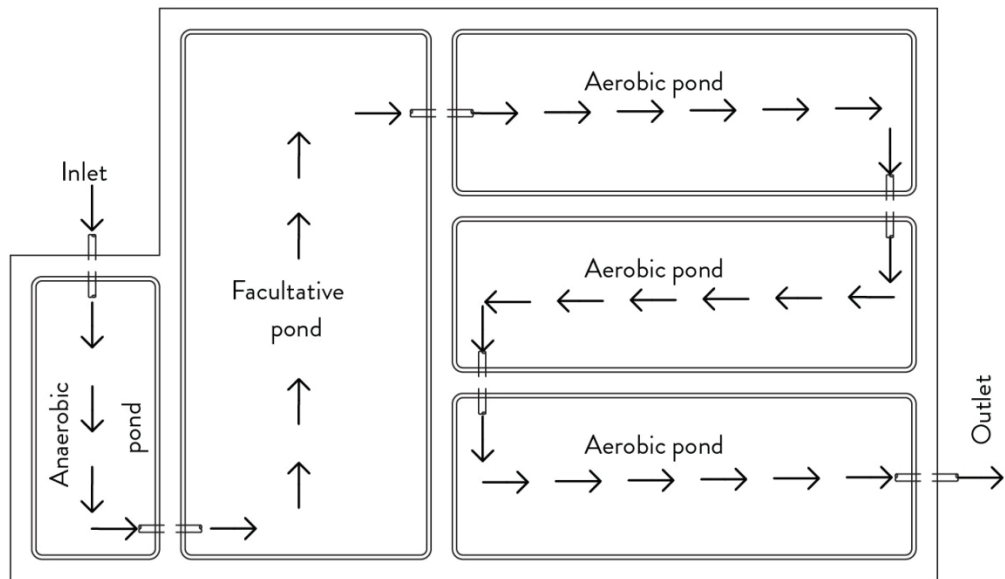 Inlet
Anaerobic
pond
Facultative
pond
Aerobic pond
Aerobic pond
Aerobic pond
Outlet